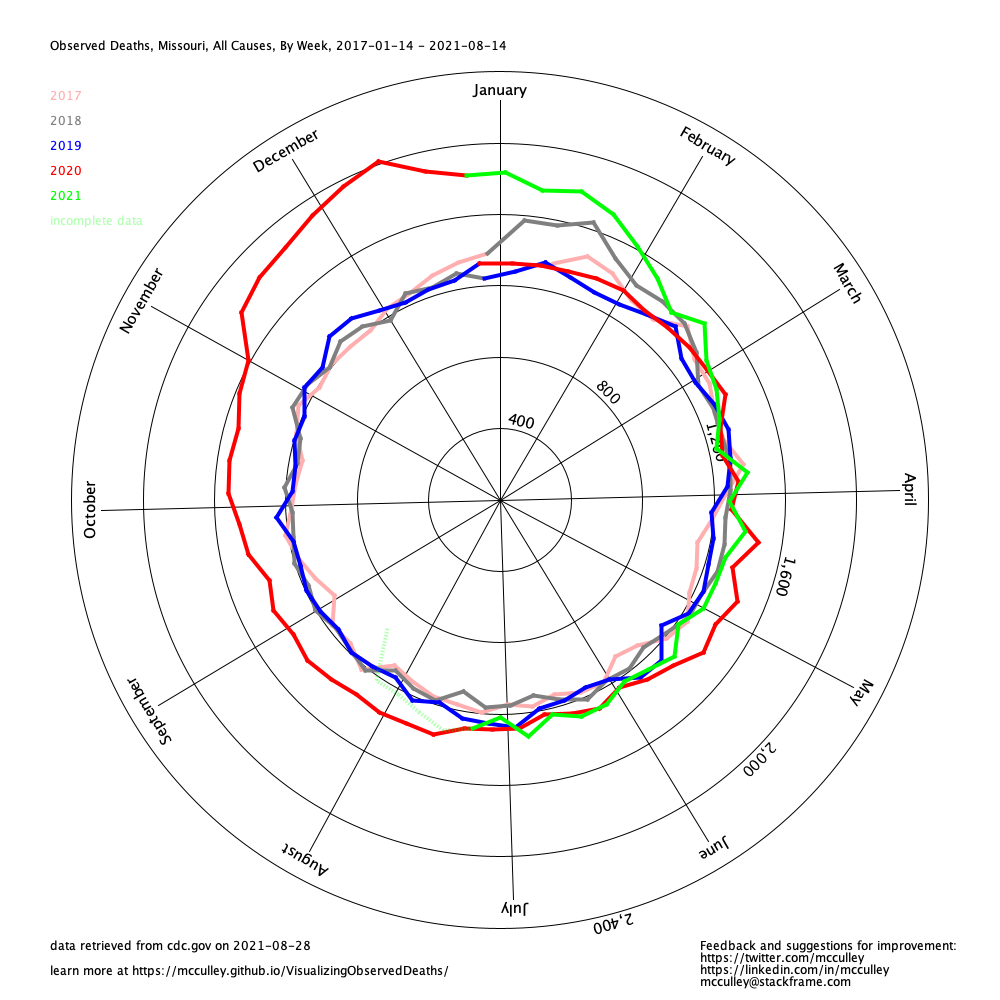 Observed Deaths, Missouri, All Causes, By Week, 2017-01-14 - 2021-08-14
2017
2018
2019
2020
2021
incomplete data
January
February
March
April
May
June
July
August
September
October
November
December
400
800
1,200
1,600
2,000
2,400
data retrieved from cdc.gov on 2021-08-28
learn more at https://mcculley.github.io/VisualizingObservedDeaths/
Feedback and suggestions for improvement:
https://twitter.com/mcculley
https://linkedin.com/in/mcculley
mcculley@stackframe.com